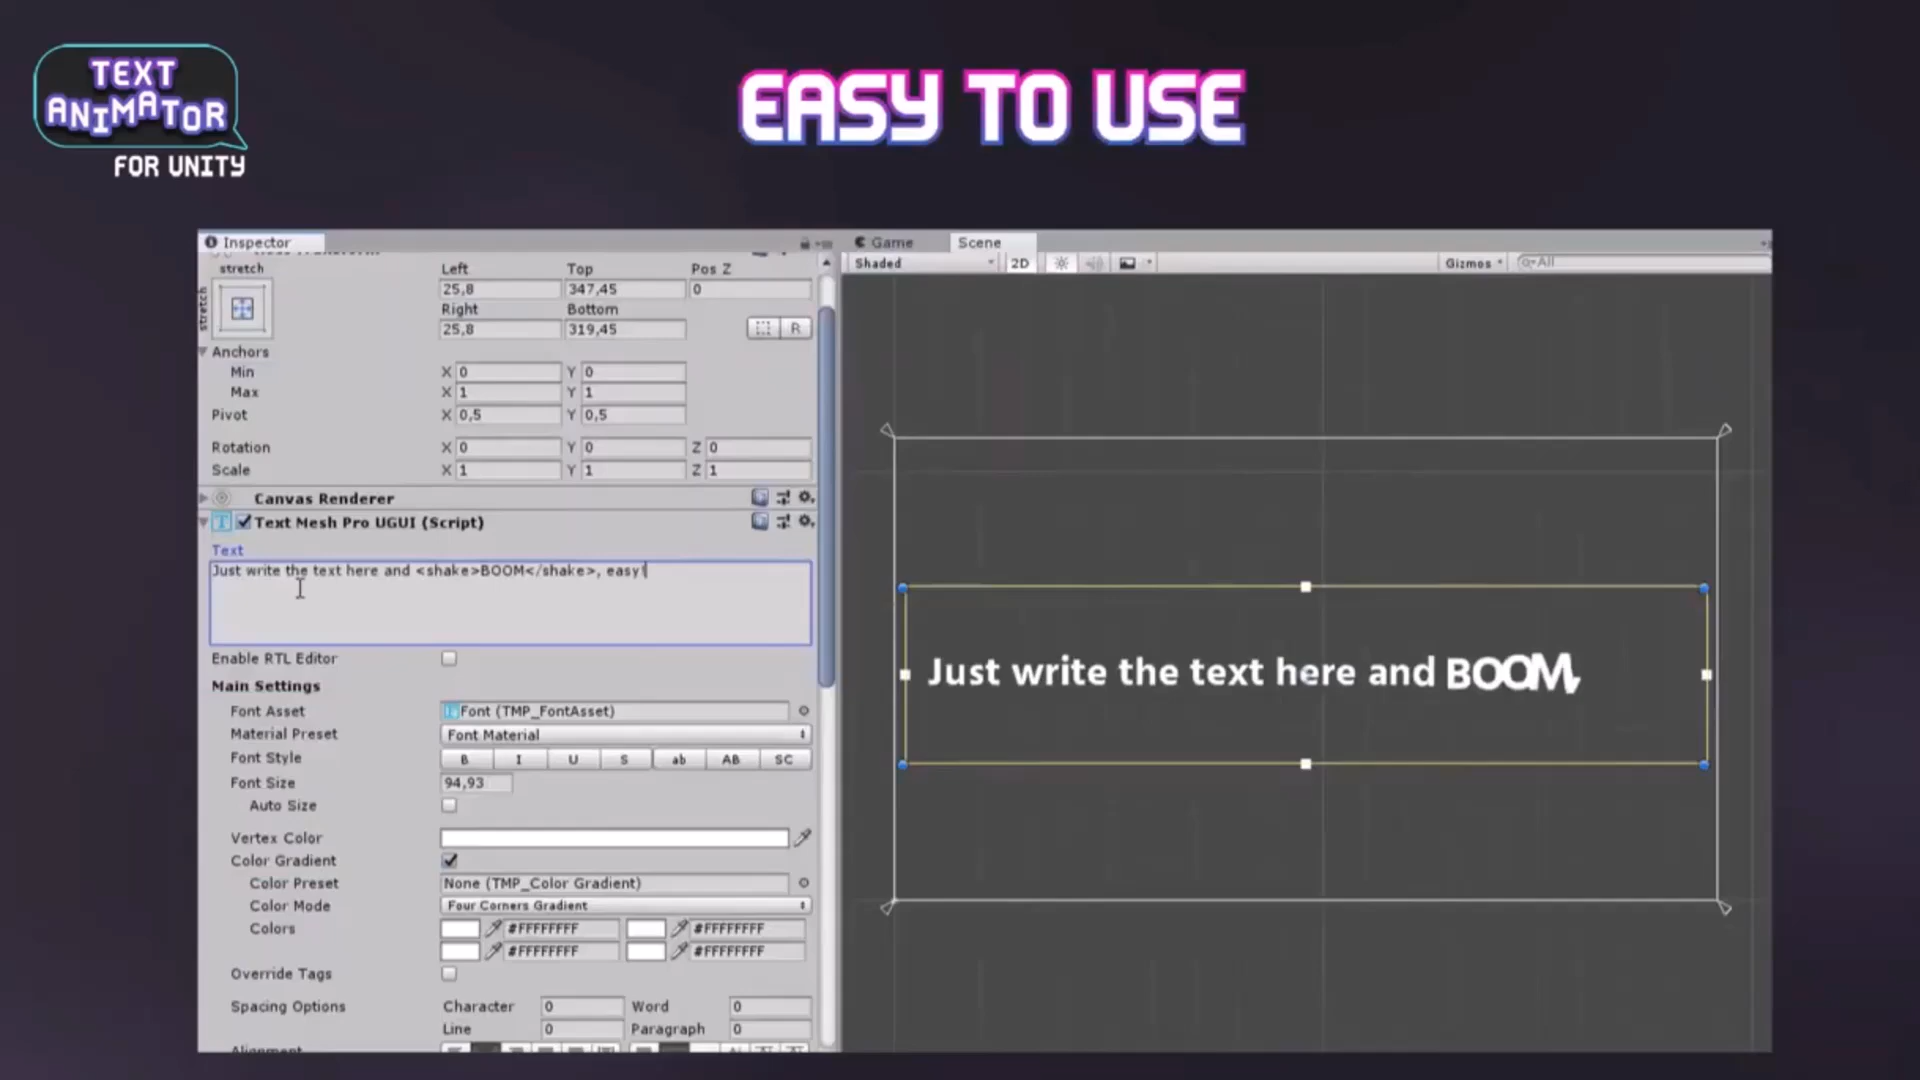 TEXT
ANIMATOR
FOR UNITY
EASY TO USE
Inspector
stretch
stretch
Left Top Pos Z
25,8 347,45 0
Right Bottom
25,8 319,45
R
Anchors
Min X 0 Y 0
Max X 1 Y 1
Pivot X 0,5 Y 0,5
Rotation X 0 Y 0 Z 0
Scale X 1 Y 1 Z 1
Canvas Renderer
Text Mesh Pro UGUI (Script)
Text
Just write the text here and <shake>BOOM</shake>, easy!
Enable RTL Editor
Main Settings
Font Asset Font (TMP_FontAsset)
Material Preset Font Material
Font Style B I U S ab AB SC
Font Size 94,93
Auto Size
Vertex Color
Color Gradient
Color Preset None (TMP_Color Gradient)
Color Mode Four Corners Gradient
Colors #FFFFFFFF #FFFFFFFF
#FFFFFFFF #FFFFFFFF
Override Tags
Spacing Options Character 0 Word 0
Line 0 Paragraph 0
Alignment
Game Scene
Shaded 2D Gizmos All
Just write the text here and BOOM,